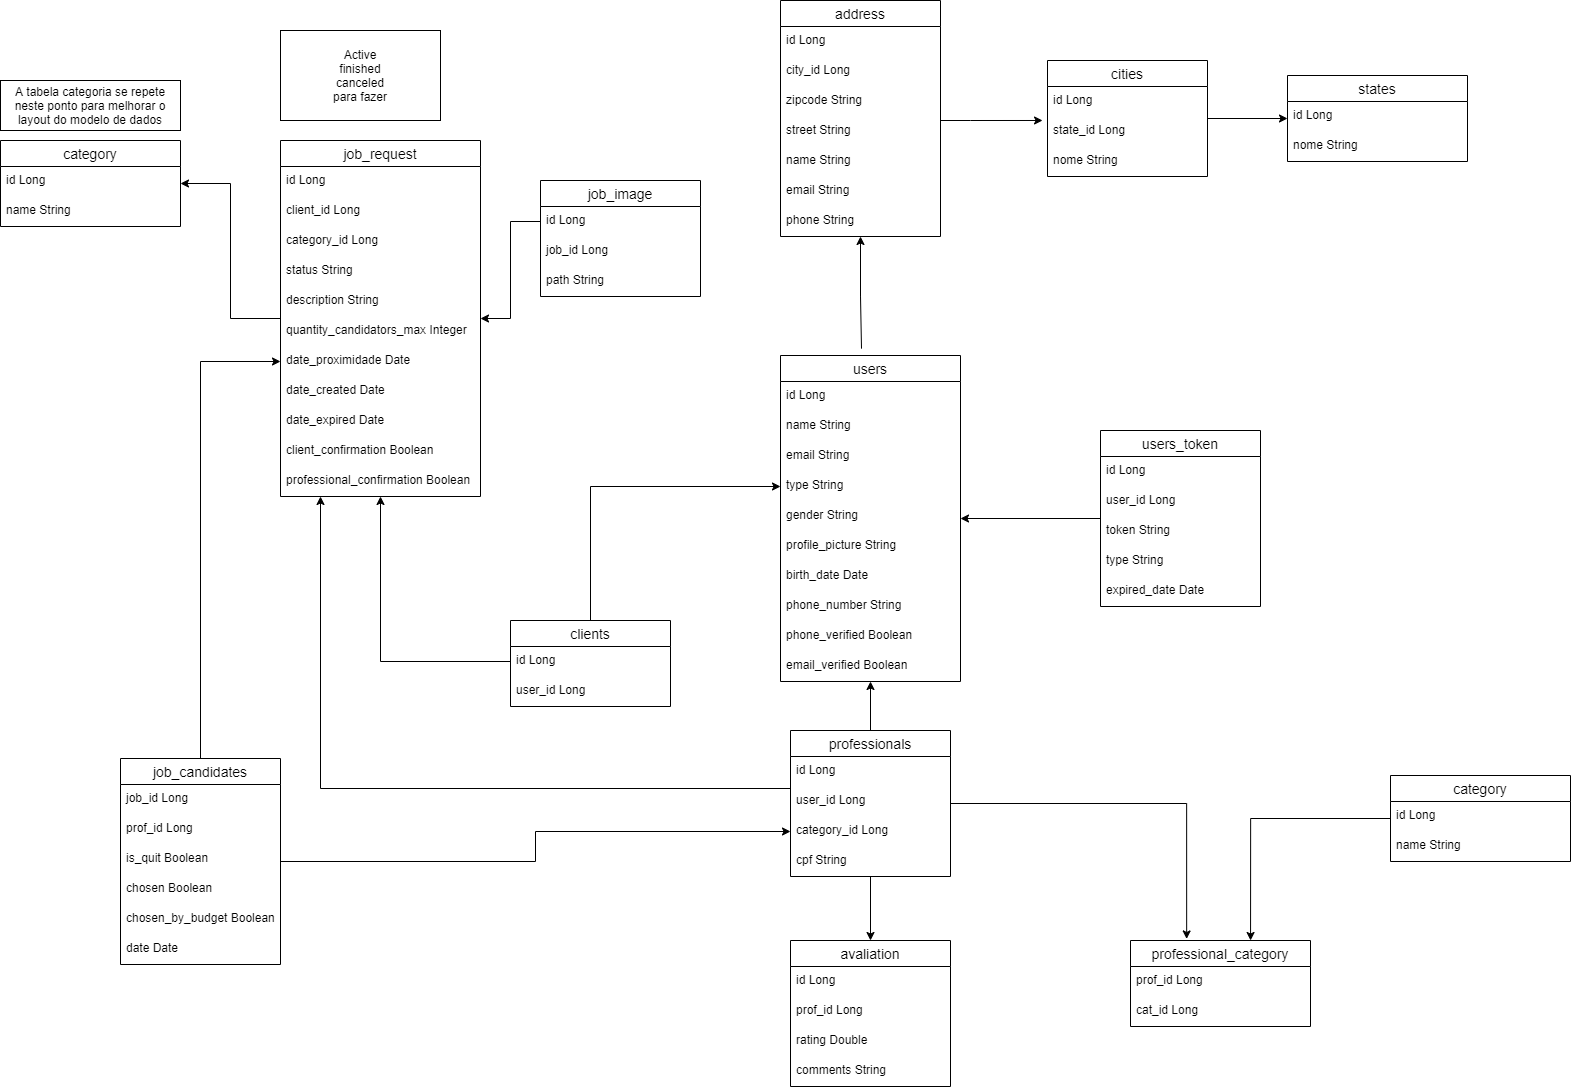 address
id Long
city_id Long
zipcode String
street String
name String
email String
phone String
cities
id Long
state_id Long
nome String
states
id Long
nome String
Active
finished
canceled
para fazer
A tabela categoria se repete
neste ponto para melhorar o
layout do modelo de dados
category
id Long
name String
job_request
id Long
client_id Long
category_id Long
status String
description String
quantity_candidators_max Integer
date_proximidade Date
date_created Date
date_expired Date
client_confirmation Boolean
professional_confirmation Boolean
job_image
id Long
job_id Long
path String
users
id Long
name String
email String
type String
gender String
profile_picture String
birth_date Date
phone_number String
phone_verified Boolean
email_verified Boolean
users_token
id Long
user_id Long
token String
type String
expired_date Date
clients
id Long
user_id Long
professionals
id Long
user_id Long
category_id Long
cpf String
job_candidates
job_id Long
prof_id Long
is_quit Boolean
chosen Boolean
chosen_by_budget Boolean
date Date
category
id Long
name String
avaliation
id Long
prof_id Long
rating Double
comments String
professional_category
prof_id Long
cat_id Long